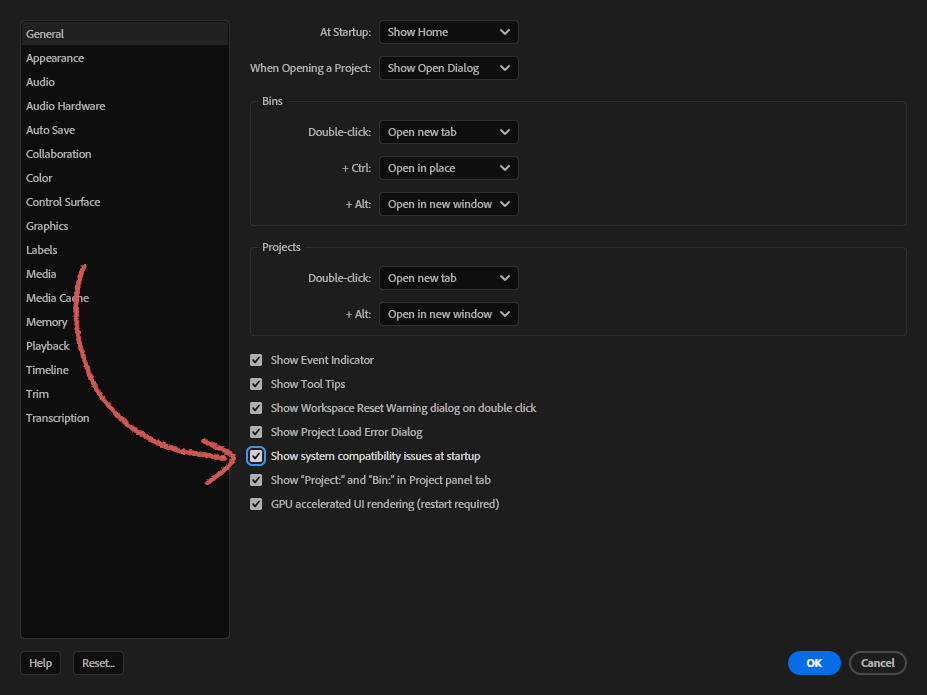 General
Appearance
Audio
Audio Hardware
Auto Save
Collaboration
Color
Control Surface
Graphics
Labels
Media
Media Cache
Memory
Playback
Timeline
Trim
Transcription
At Startup: Show Home
When Opening a Project: Show Open Dialog
Bins
Double-click: Open new tab
+ Ctrl: Open in place
+ Alt: Open in new window
Projects
Double-click: Open new tab
+ Alt: Open in new window
Show Event Indicator
Show Tool Tips
Show Workspace Reset Warning dialog on double click
Show Project Load Error Dialog
Show system compatibility issues at startup
Show "Project:" and "Bin:" in Project panel tab
GPU accelerated UI rendering (restart required)
Help Reset... OK Cancel